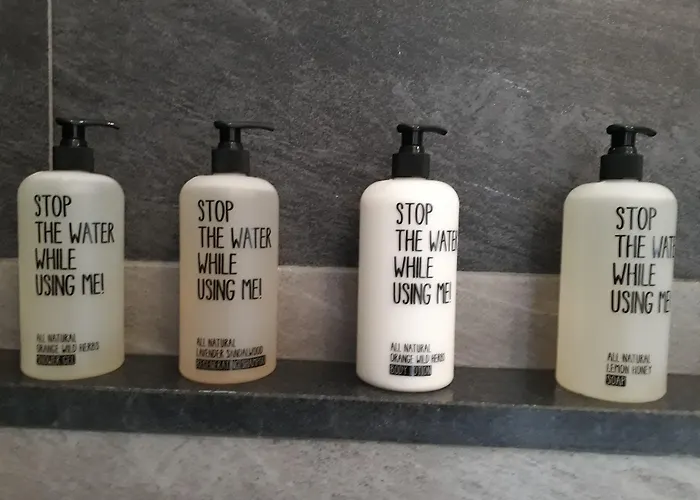 STOP
THE WATER
WHILE
USING ME!
ALL NATURAL
ORANGE WILD HERBS
SHOWER GEL
STOP
THE WATER
WHILE
USING ME!
ALL NATURAL
LAVENDER SANDALWOOD
STOP
THE WATER
WHILE
USING ME!
ALL NATURAL
ORANGE WILD HERBS
BODY LOTION
STOP
THE WATER
WHILE
USING ME
ALL NATURAL
LEMON HONEY
SOAP